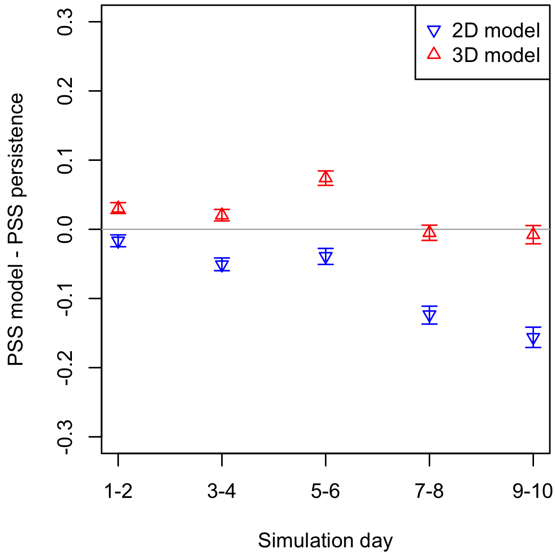 2D model
3D model
PSS model - PSS persistence
0.3
0.2
0.1
0.0
-0.1
-0.2
-0.3
1-2 3-4 5-6 7-8 9-10
Simulation day